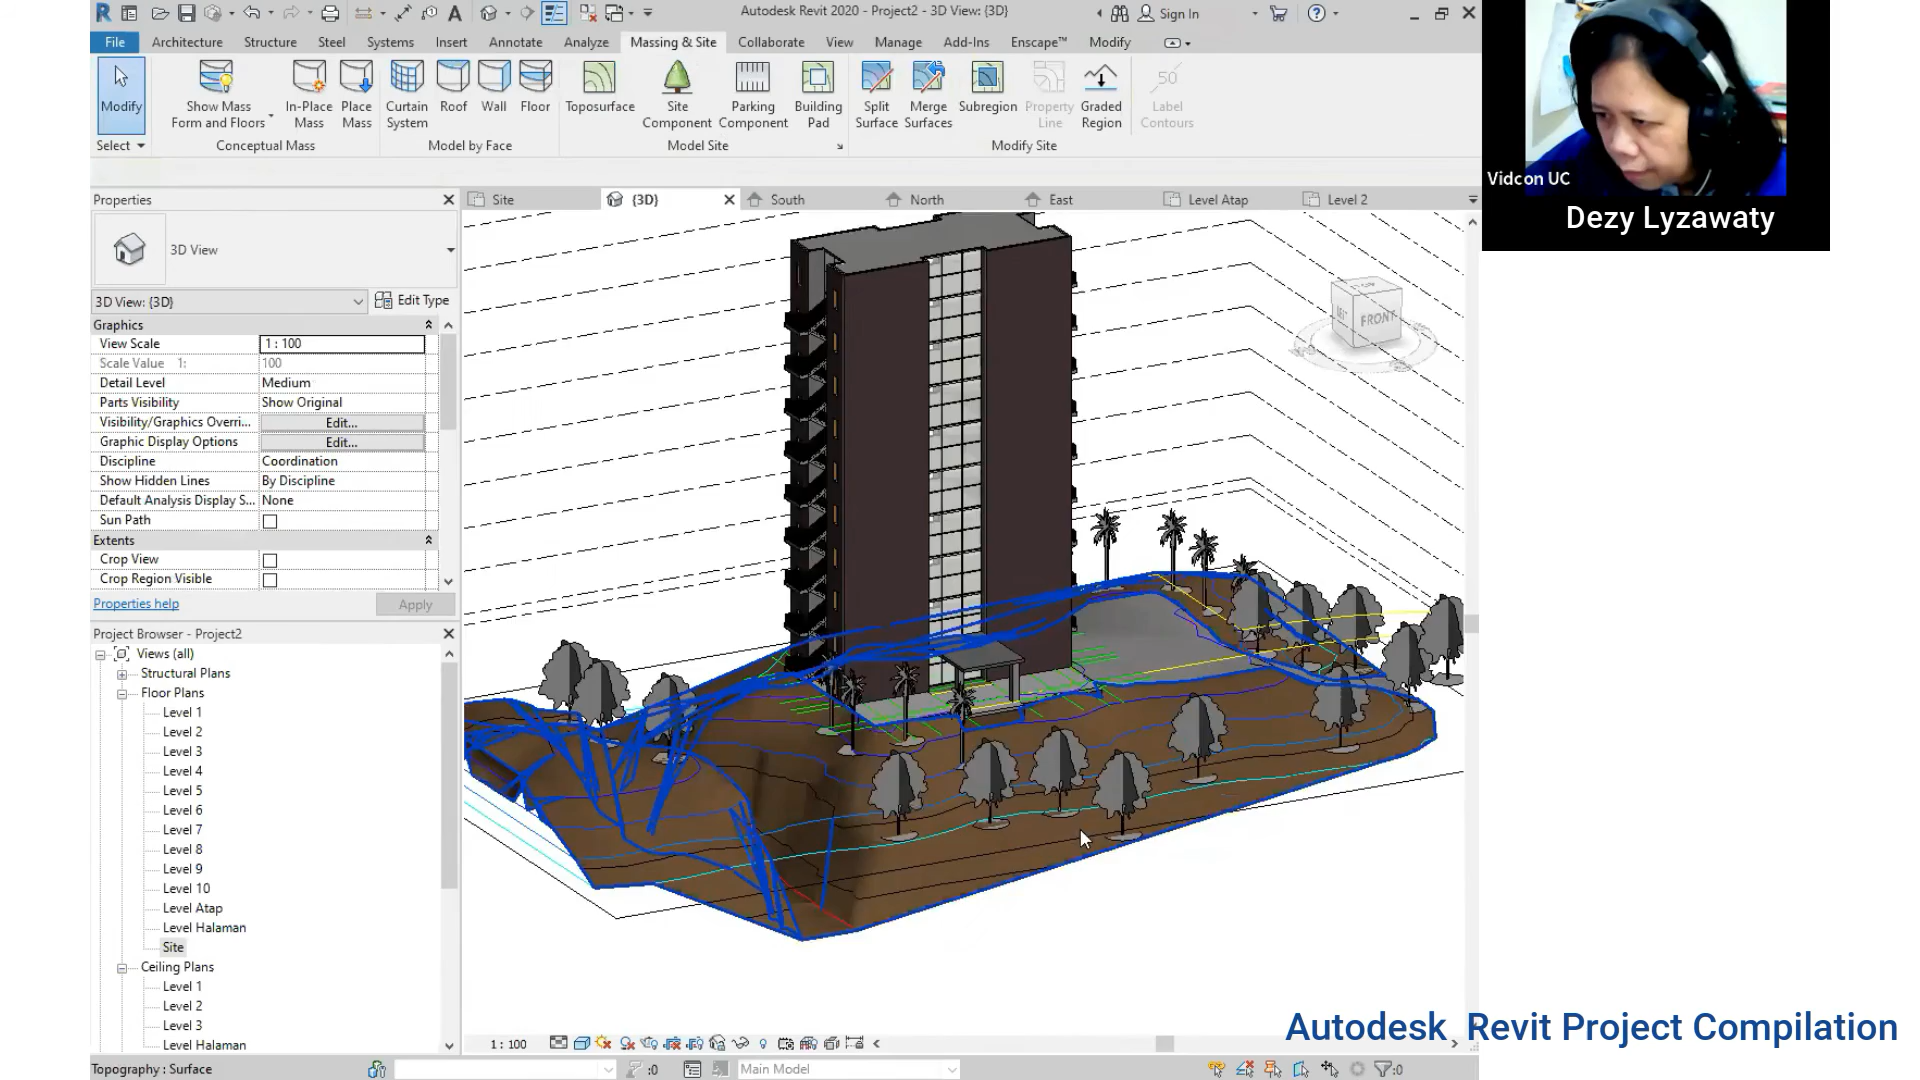 Autodesk Revit 2020 - Project2 - 3D View: {3D}
Sign In
File Architecture Structure Steel Systems Insert Annotate Analyze Massing & Site Collaborate View Manage Add-Ins Enscape™ Modify
Modify
Show Mass
Form and Floors
In-Place
Mass
Place
Mass
Curtain
System
Roof
Wall
Floor
Toposurface
Site
Component
Parking
Component
Building
Pad
Split
Surface
Merge
Surfaces
Subregion
Property
Line
Graded
Region
50
Label
Contours
Select
Conceptual Mass
Model by Face
Model Site
Modify Site
Vidcon UC
Dezy Lyzawaty
Properties
Site
{3D}
South
North
East
Level Atap
Level 2
3D View
3D View: {3D}
Edit Type
Graphics
View Scale 1 : 100
Scale Value 1: 100
Detail Level Medium
Parts Visibility Show Original
Visibility/Graphics Overri... Edit...
Graphic Display Options Edit...
Discipline Coordination
Show Hidden Lines By Discipline
Default Analysis Display S... None
Sun Path
Extents
Crop View
Crop Region Visible
Properties help
Apply
TOP
FRONT
Project Browser - Project2
Views (all)
Structural Plans
Floor Plans
Level 1
Level 2
Level 3
Level 4
Level 5
Level 6
Level 7
Level 8
Level 9
Level 10
Level Atap
Level Halaman
Site
Ceiling Plans
Level 1
Level 2
Level 3
Level Halaman
1 : 100
Topography : Surface
:0
Main Model
:0
Autodesk Revit Project Compilation